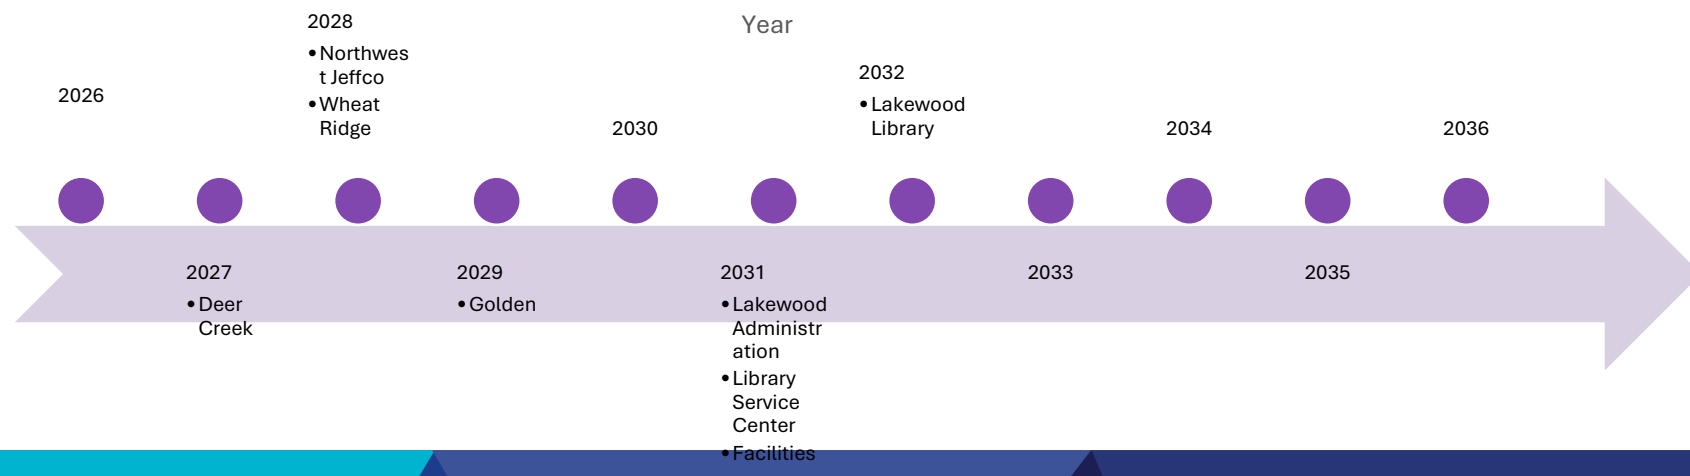 Year
2026
2028
•Northwes
t Jeffco
•Wheat
Ridge
2030
2032
•Lakewood
Library
2034
2036
2027
•Deer
Creek
2029
•Golden
2031
•Lakewood
Administr
ation
•Library
Service
Center
•Facilities
2033
2035